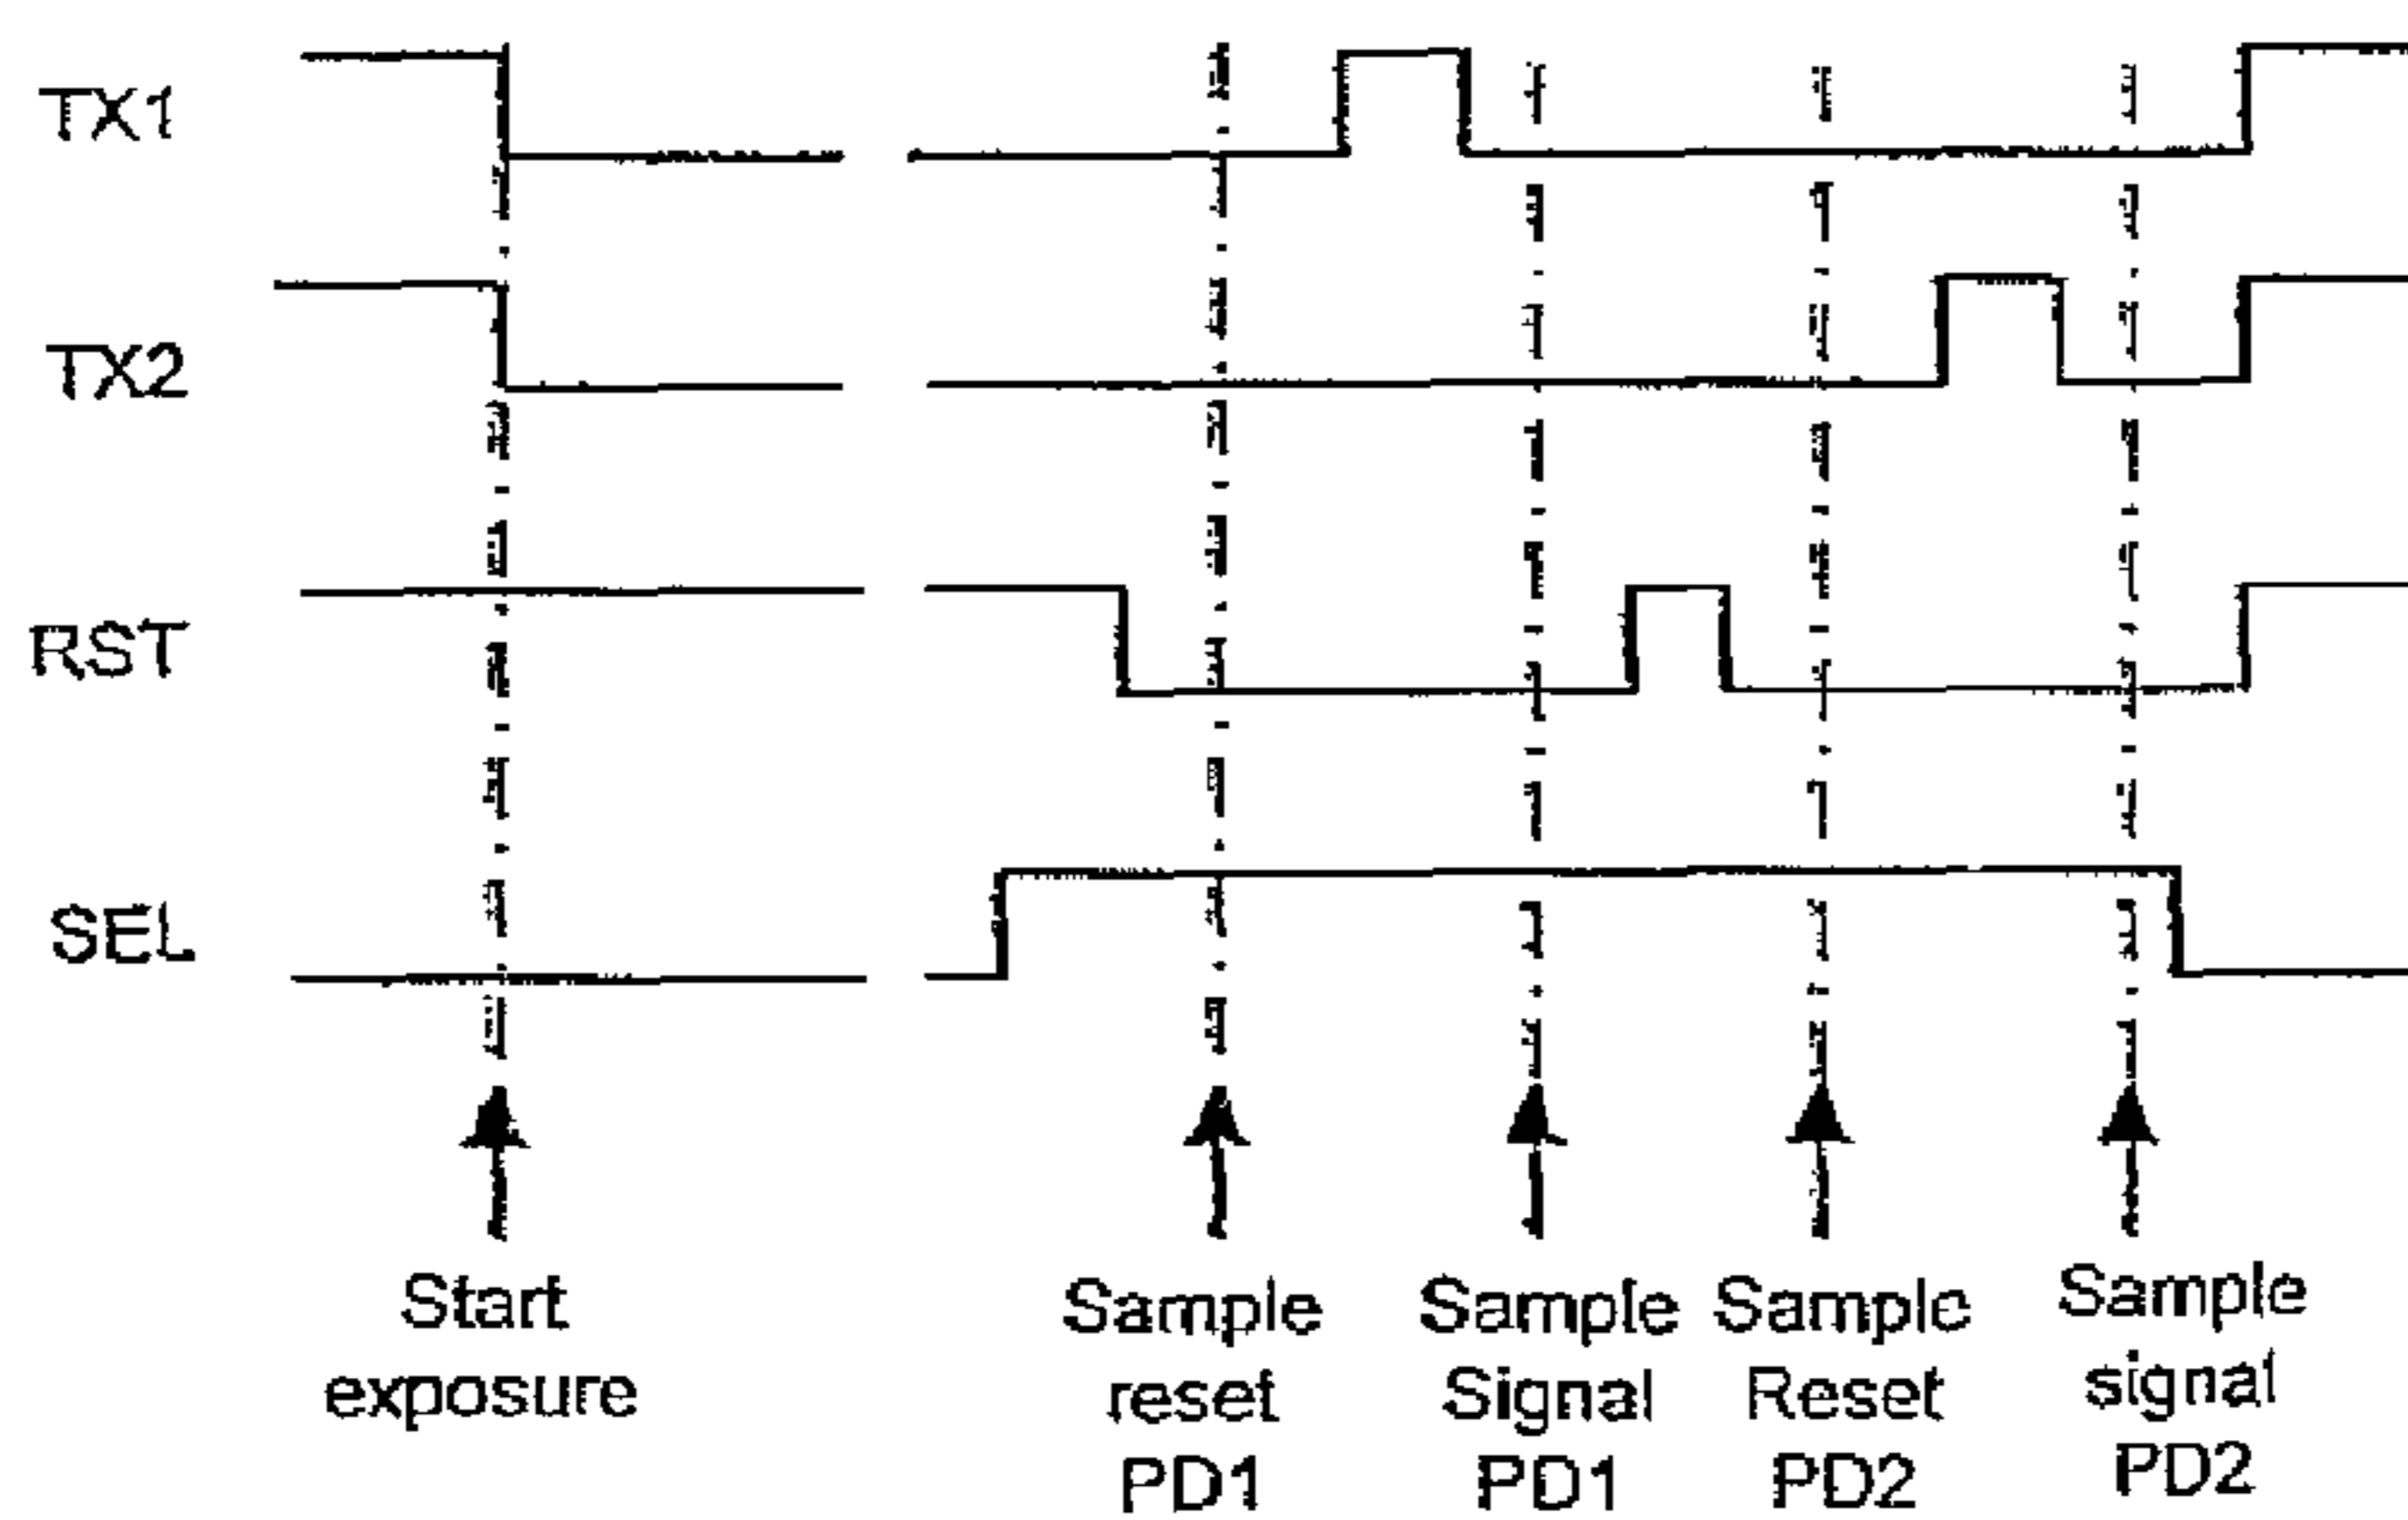 TX1
TX2
RST
SEL
Start
exposure
Sample
reset
PD1
Sample
Signal
PD1
Sample
Reset
PD2
Sample
signal
PD2